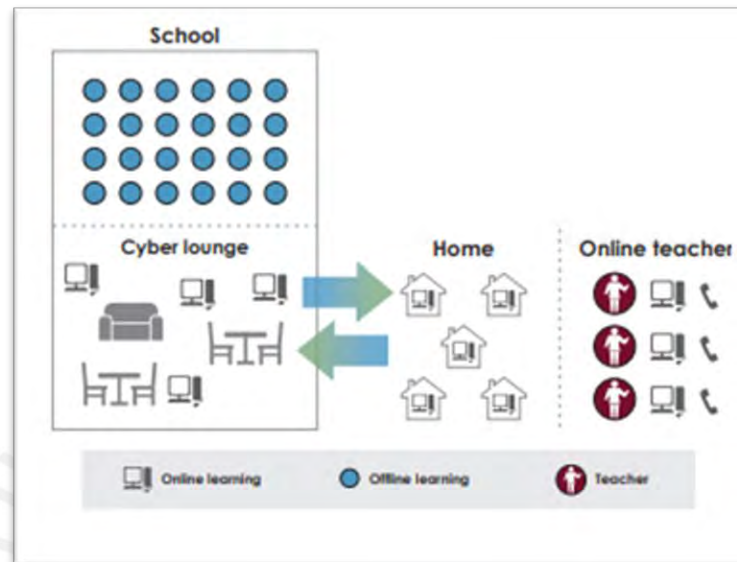 School
Cyber lounge
Home
Online teacher
Online learning
Offline learning
Teacher